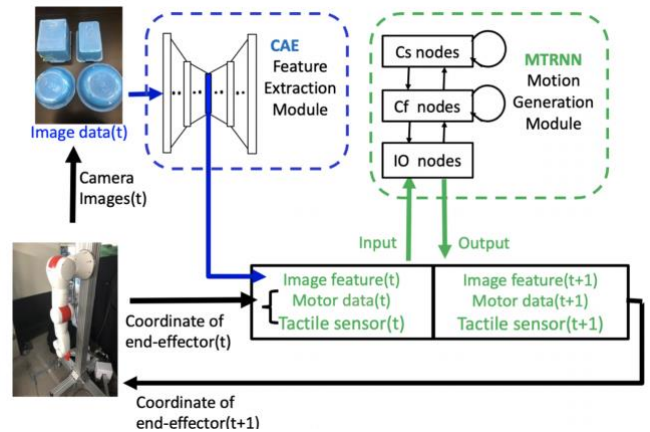 CAE
Feature
Extraction
Module
Image data(t)
Camera
Images(t)
Cs nodes
Cf nodes
IO nodes
MTRNN
Motion
Generation
Module
Input
Output
Image feature(t)
Motor data(t)
Tactile sensor(t)
Image feature(t+1)
Motor data(t+1)
Tactile sensor(t+1)
Coordinate of
end-effector(t)
Coordinate of
end-effector(t+1)